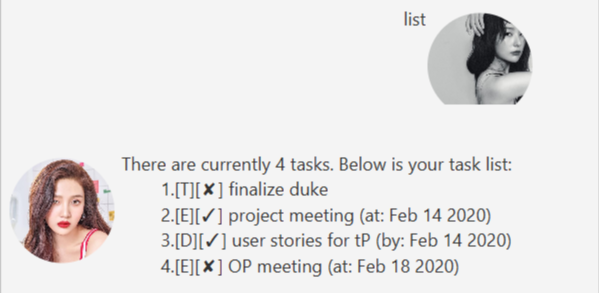 list
There are currently 4 tasks. Below is your task list:
1.[T][✘] finalize duke
2.[E][✓] project meeting (at: Feb 14 2020)
3.[D][✓] user stories for tP (by: Feb 14 2020)
4.[E][✘] OP meeting (at: Feb 18 2020)